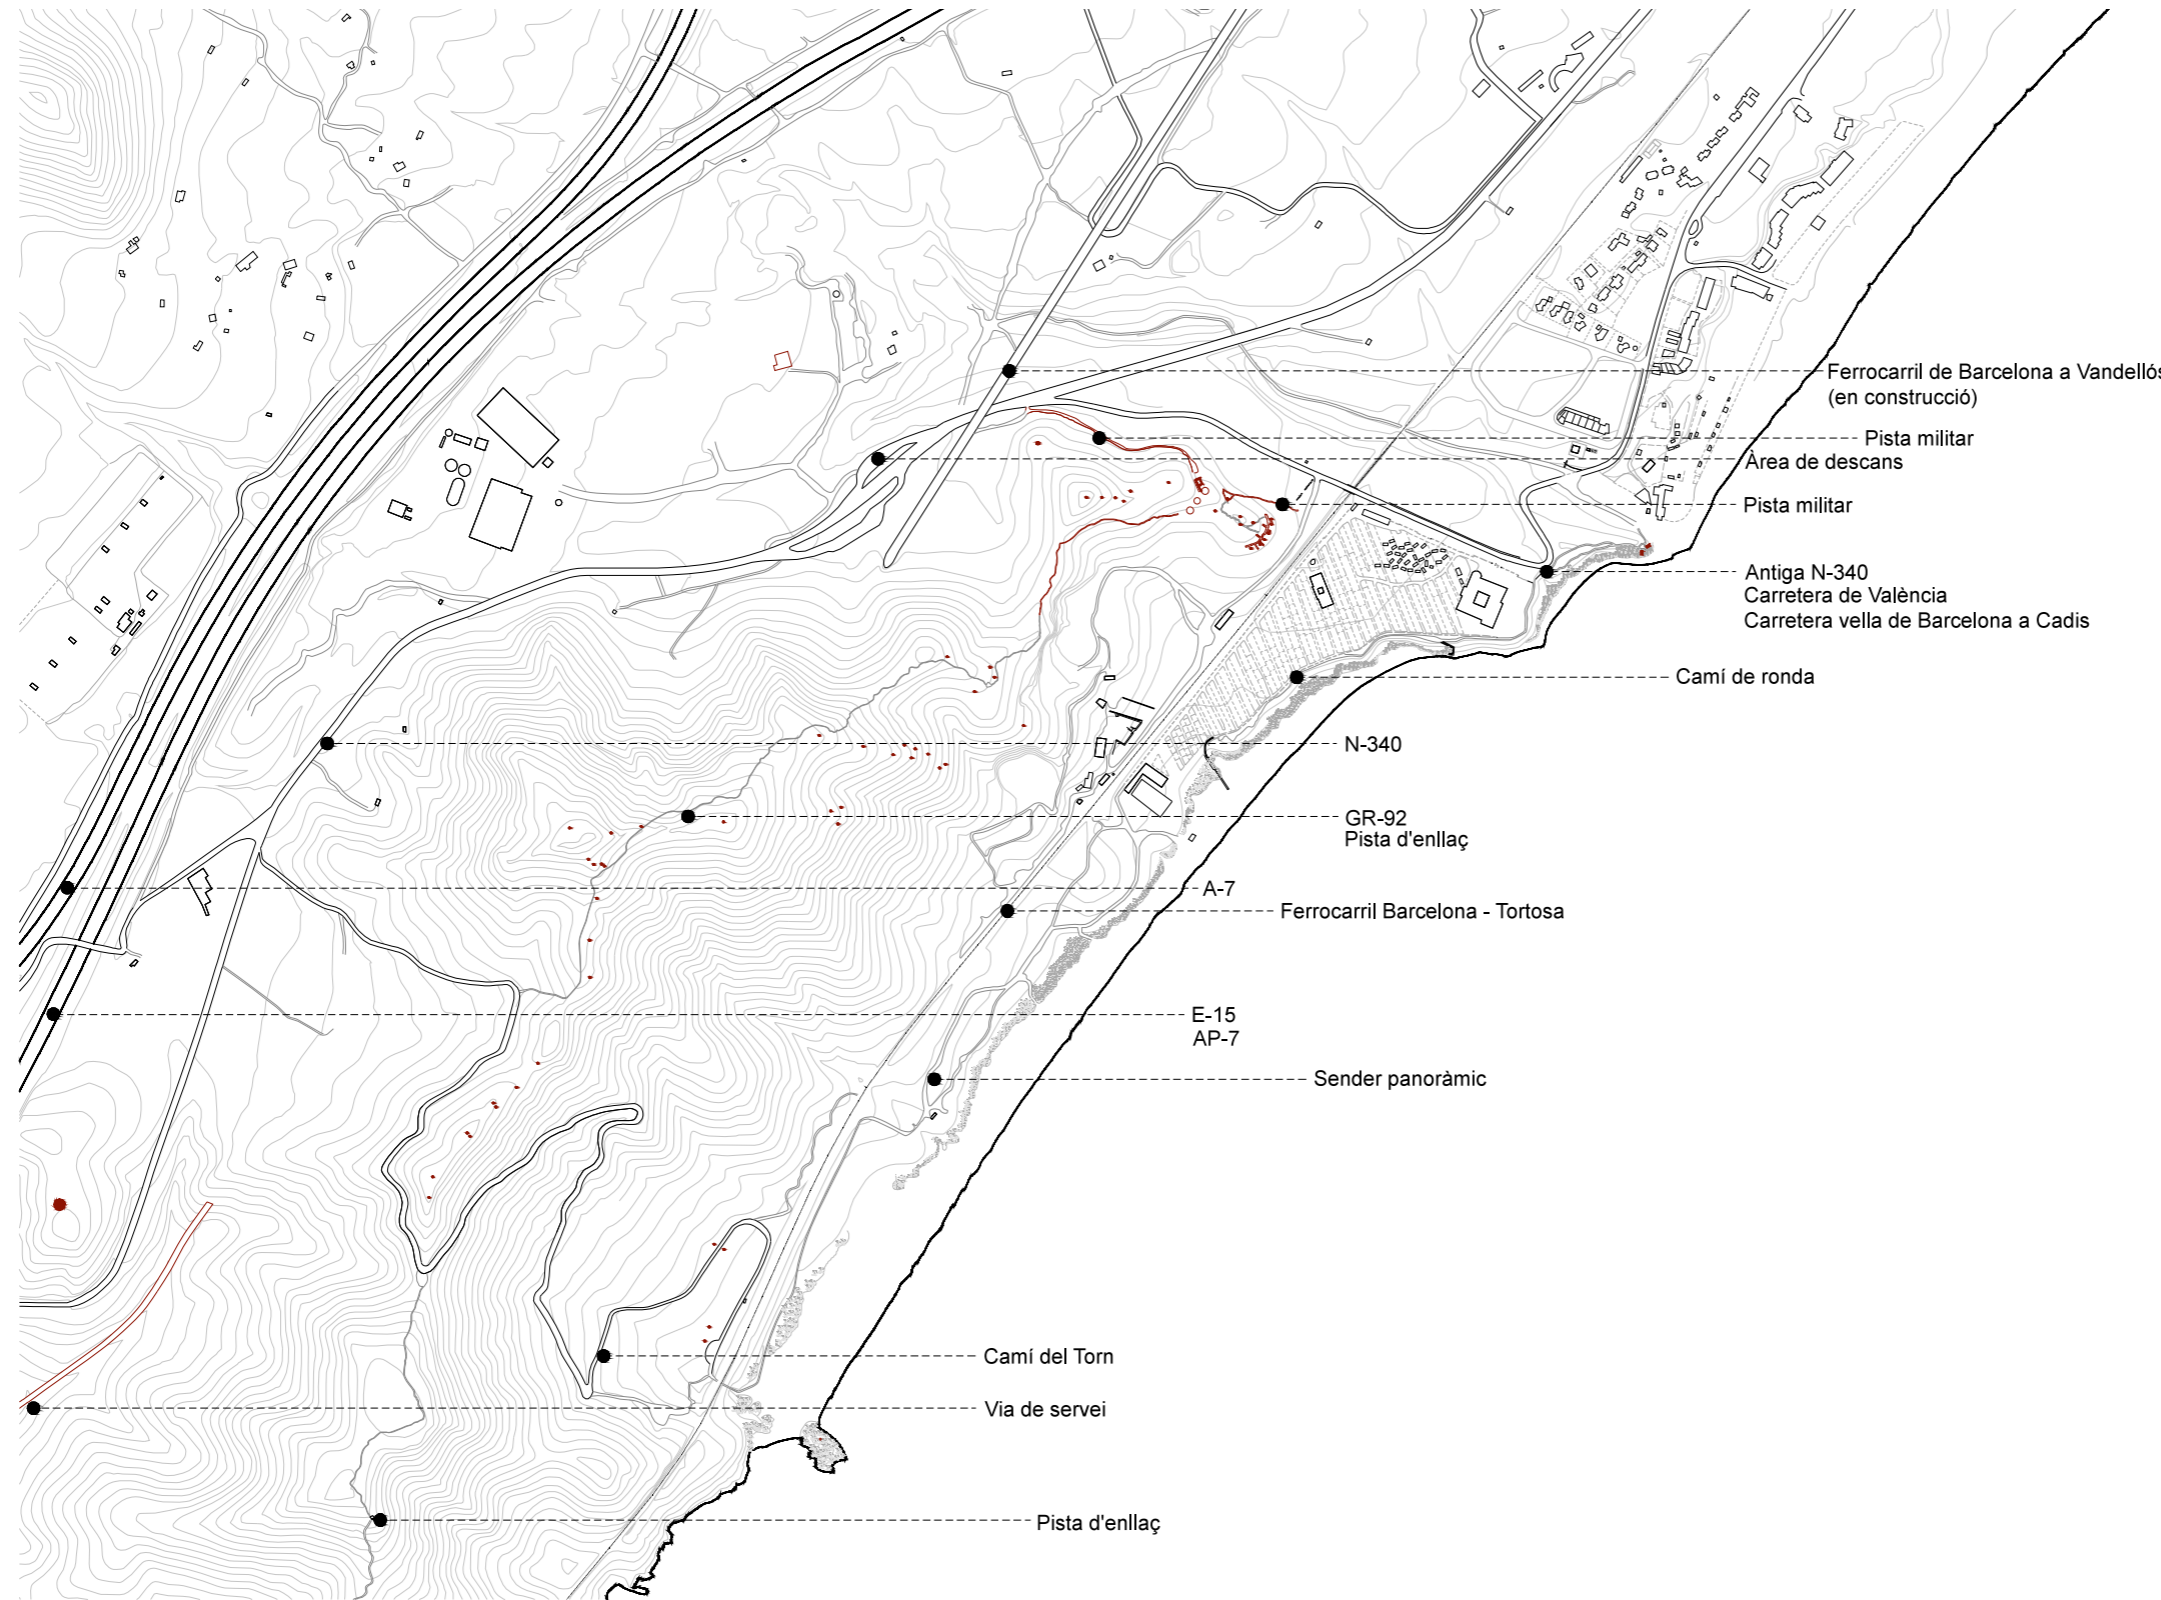 Ferrocarril de Barcelona a Vandellós
(en construcció)
Pista militar
Àrea de descans
Pista militar
Antiga N-340
Carretera de València
Carretera vella de Barcelona a Cadis
Camí de ronda
N-340
GR-92
Pista d'enllaç
A-7
Ferrocarril Barcelona - Tortosa
E-15
AP-7
Sender panoràmic
Camí del Torn
Via de servei
Pista d'enllaç